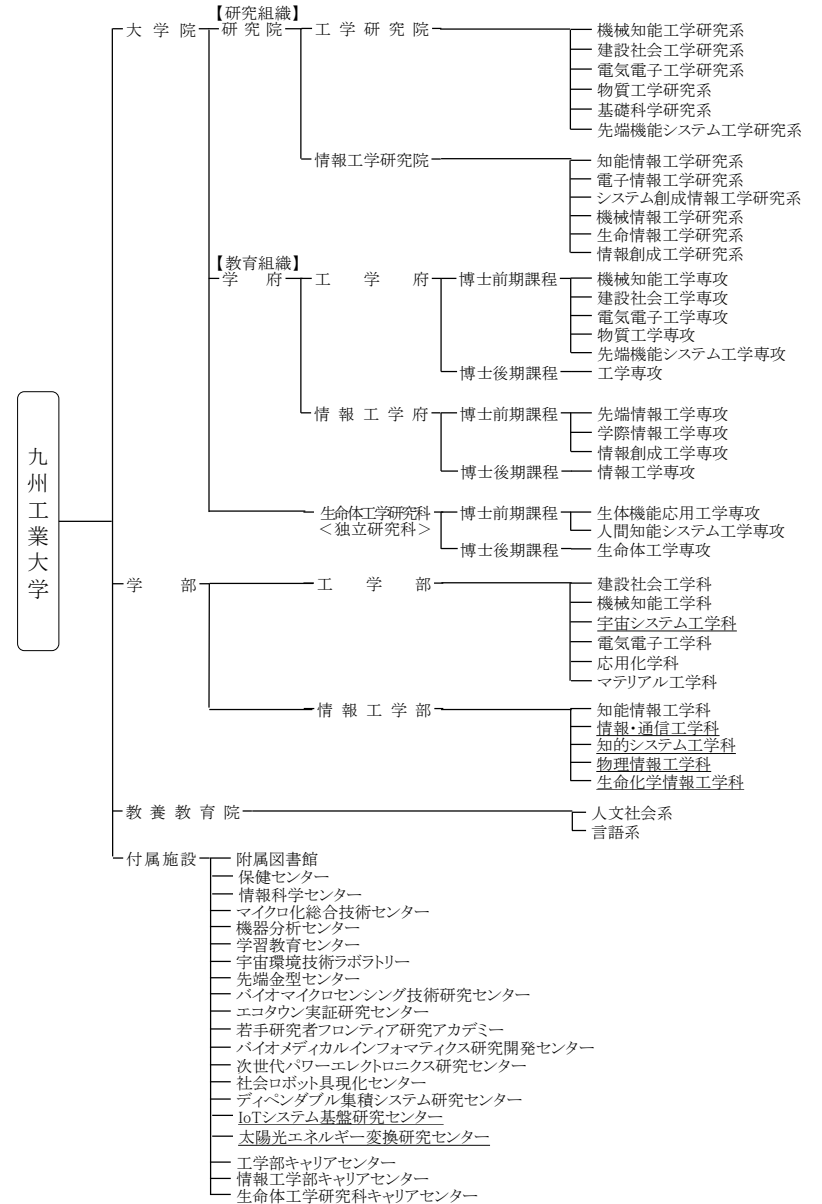 【研究組織】
大学院 研究院 工学研究院 機械知能工学研究系
建設社会工学研究系
電気電子工学研究系
物質工学研究系
基礎科学研究系
先端機能システム工学研究系
情報工学研究院 知能情報工学研究系
電子情報工学研究系
システム創成情報工学研究系
機械情報工学研究系
生命情報工学研究系
情報創成工学研究系
【教育組織】
学府 工学府 博士前期課程 機械知能工学専攻
建設社会工学専攻
電気電子工学専攻
物質工学専攻
先端機能システム工学専攻
博士後期課程 工学専攻
情報工学府 博士前期課程 先端情報工学専攻
学際情報工学専攻
情報創成工学専攻
博士後期課程 情報工学専攻
生命体工学研究科 博士前期課程 生体機能応用工学専攻
<独立研究科> 人間知能システム工学専攻
博士後期課程 生命体工学専攻
九州工業大学
学部 工学部 建設社会工学科
機械知能工学科
宇宙システム工学科
電気電子工学科
応用化学科
マテリアル工学科
情報工学部 知能情報工学科
情報・通信工学科
知的システム工学科
物理情報工学科
生命化学情報工学科
教養教育院 人文社会系
言語系
付属施設 附属図書館
保健センター
情報科学センター
マイクロ化総合技術センター
機器分析センター
学習教育センター
宇宙環境技術ラボラトリー
先端金型センター
バイオマイクロセンシング技術研究センター
エコタウン実証研究センター
若手研究者フロンティア研究アカデミー
バイオメディカルインフォマティクス研究開発センター
次世代パワーエレクトロニクス研究センター
社会ロボット具現化センター
ディペンダブル集積システム研究センター
IoTシステム基盤研究センター
太陽光エネルギー変換研究センター
工学部キャリアセンター
情報工学部キャリアセンター
生命体工学研究科キャリアセンター